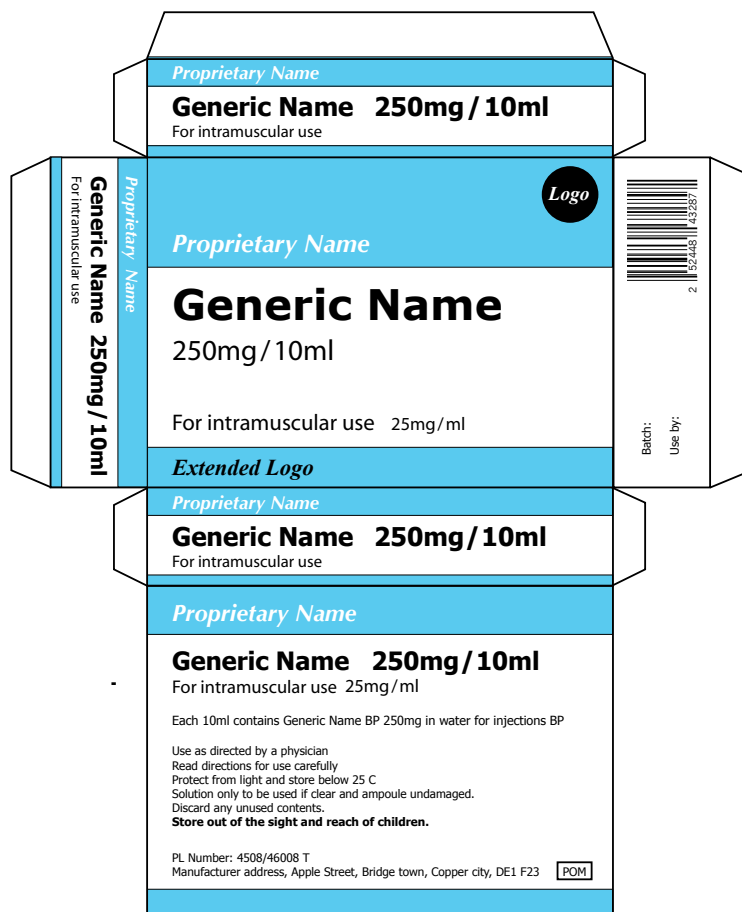 Proprietary Name
Generic Name 250mg/10ml
For intramuscular use
Proprietary Name
Generic Name 250mg/10ml
For intramuscular use
Logo
Proprietary Name
Generic Name
250mg/10ml
For intramuscular use 25mg/ml
Extended Logo
2 52448 43287
Batch:
Use by:
Proprietary Name
Generic Name 250mg/10ml
For intramuscular use
Proprietary Name
Generic Name 250mg/10ml
For intramuscular use 25mg/ml
Each 10ml contains Generic Name BP 250mg in water for injections BP
Use as directed by a physician
Read directions for use carefully
Protect from light and store below 25 C
Solution only to be used if clear and ampoule undamaged.
Discard any unused contents.
Store out of the sight and reach of children.
PL Number: 4508/46008 T
Manufacturer address, Apple Street, Bridge town, Copper city, DE1 F23 POM